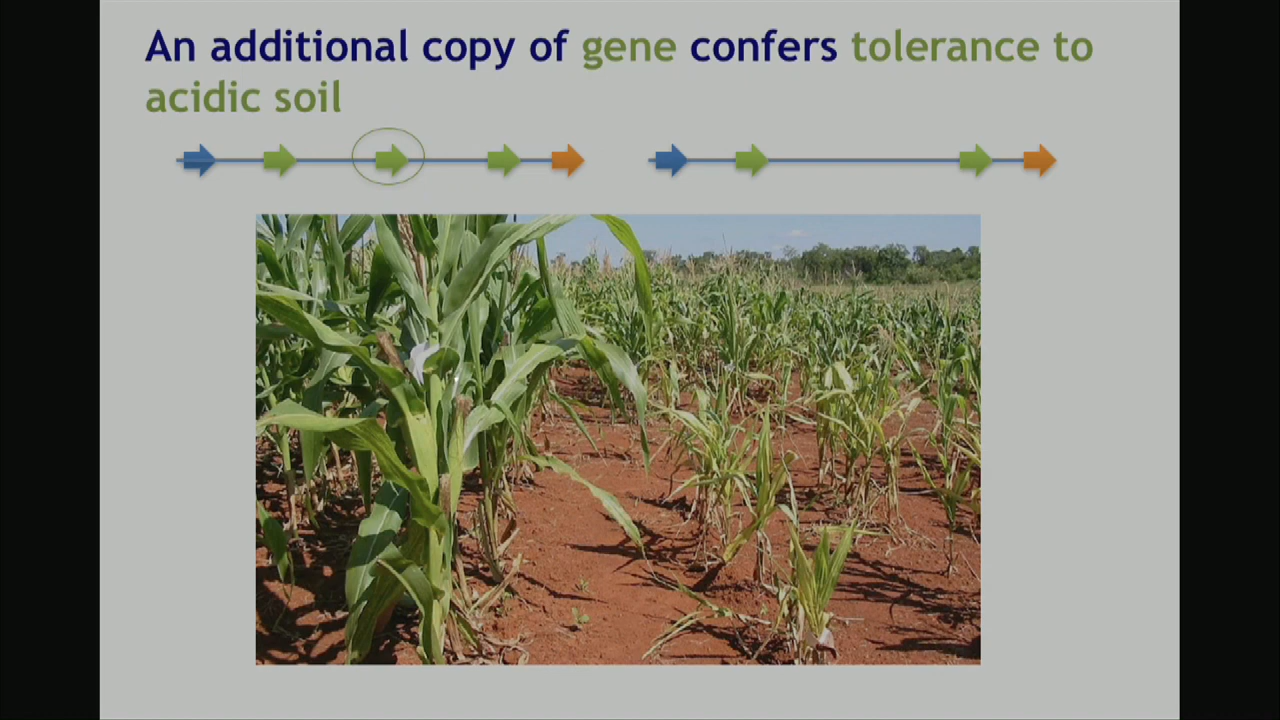 An additional copy of gene confers tolerance to
acidic soil